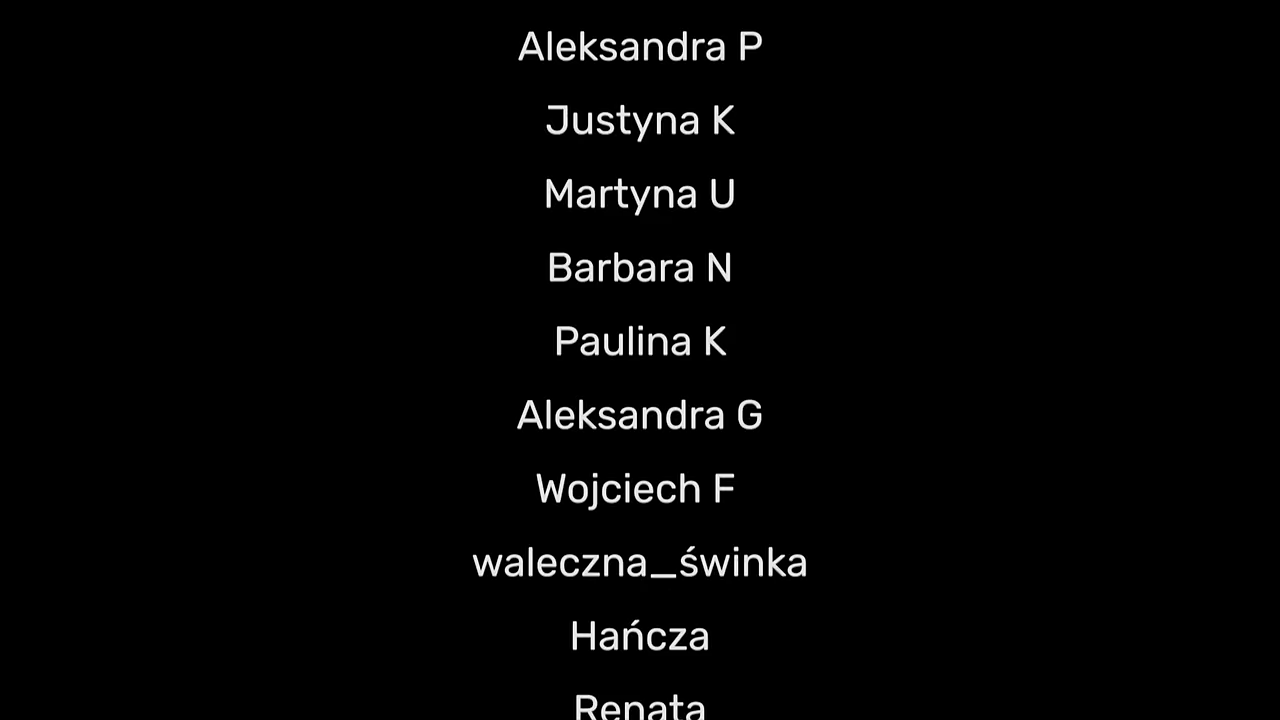 Aleksandra P
Justyna K
Martyna U
Barbara N
Paulina K
Aleksandra G
Wojciech F
waleczna_świnka
Hańcza
Renata